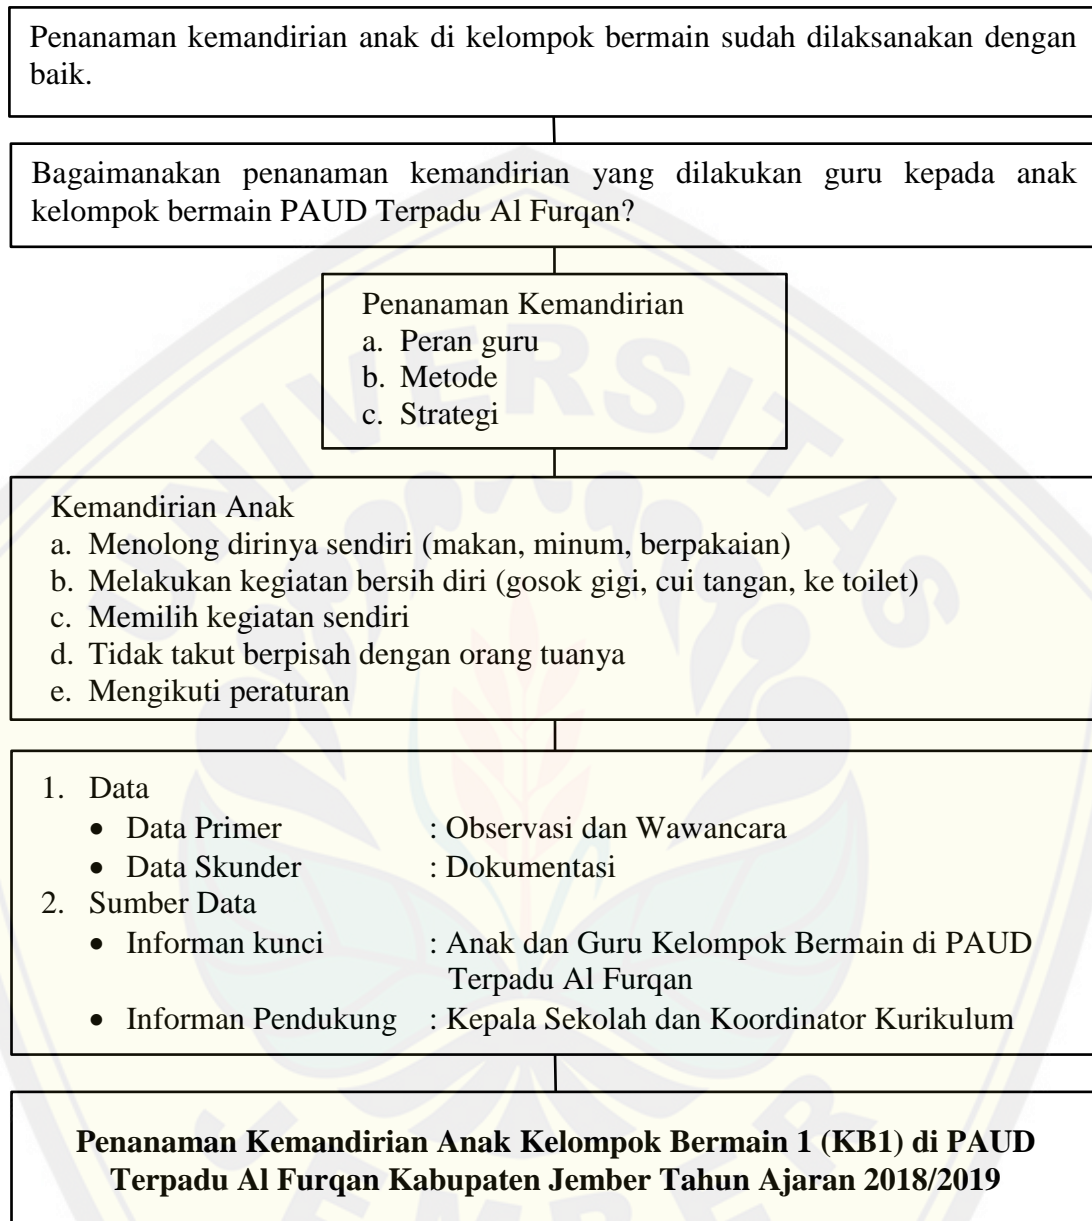 Penanaman kemandirian anak di kelompok bermain sudah dilaksanakan dengan
baik.
Bagaimanakan penanaman kemandirian yang dilakukan guru kepada anak
kelompok bermain PAUD Terpadu Al Furqan?
Penanaman Kemandirian
a. Peran guru
b. Metode
c. Strategi
Kemandirian Anak
a. Menolong dirinya sendiri (makan, minum, berpakaian)
b. Melakukan kegiatan bersih diri (gosok gigi, cui tangan, ke toilet)
c. Memilih kegiatan sendiri
d. Tidak takut berpisah dengan orang tuanya
e. Mengikuti peraturan
1. Data
• Data Primer : Observasi dan Wawancara
• Data Skunder : Dokumentasi
2. Sumber Data
• Informan kunci : Anak dan Guru Kelompok Bermain di PAUD
Terpadu Al Furqan
• Informan Pendukung : Kepala Sekolah dan Koordinator Kurikulum
Penanaman Kemandirian Anak Kelompok Bermain 1 (KB1) di PAUD
Terpadu Al Furqan Kabupaten Jember Tahun Ajaran 2018/2019
UNIVERSITAS
JEMBER